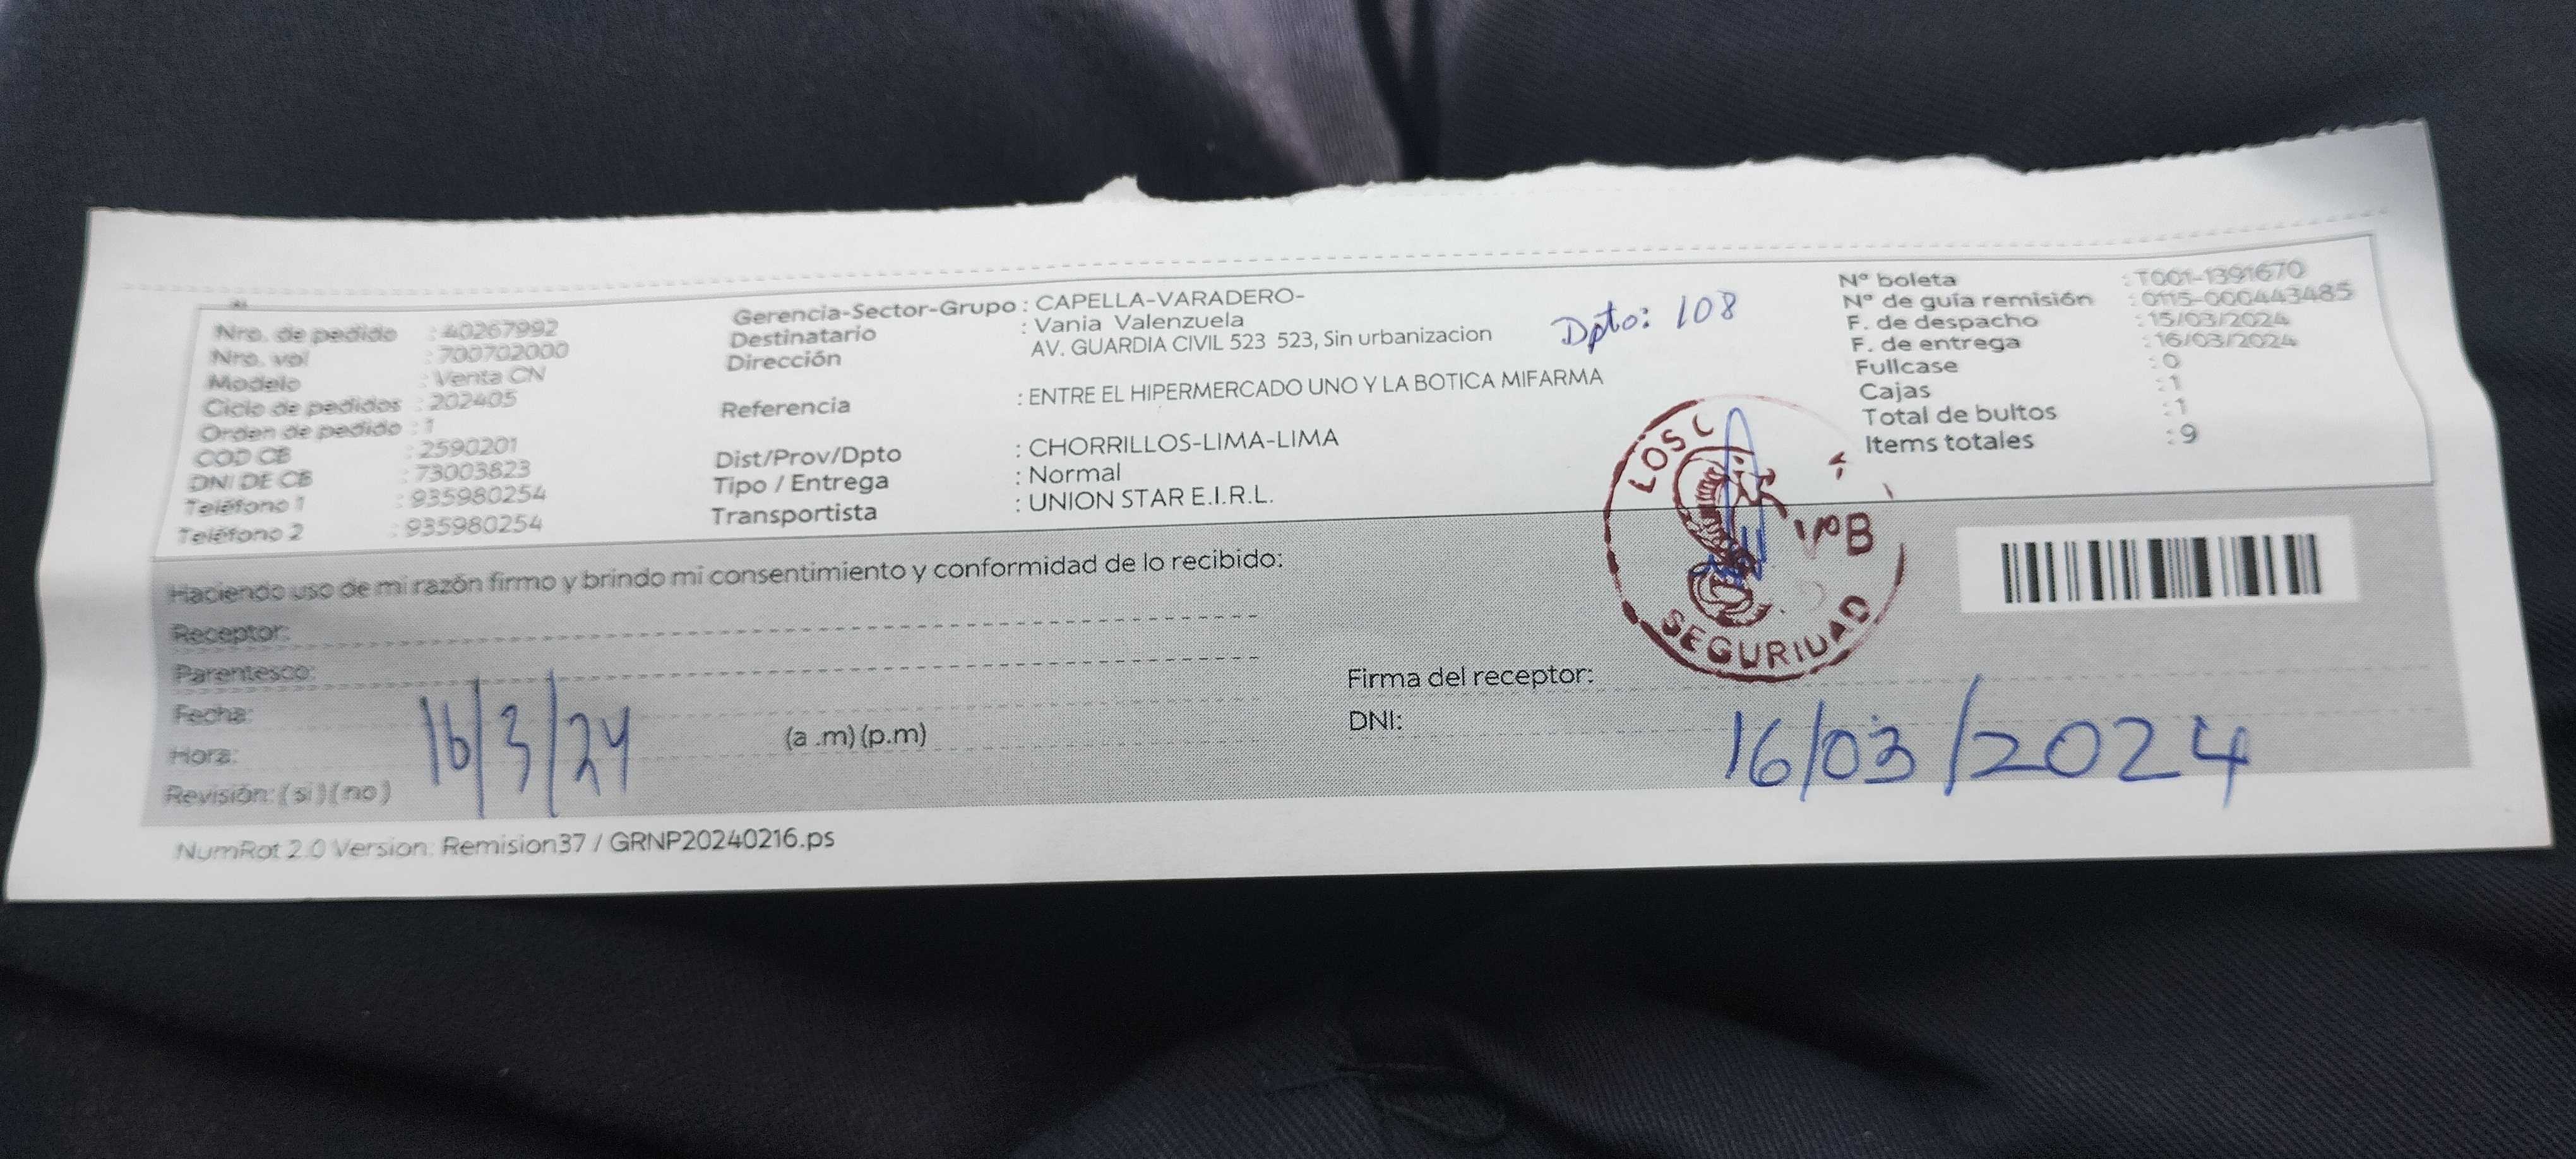 Nro. de pedido : 40267992
Nro. vol : 700702000
Modelo : Venta CN
Ciclo de pedidos : 202405
Orden de pedido : 1
COD CB : 2590201
DNI DE CB : 73003823
Teléfono 1 : 935980254
Teléfono 2 : 935980254
Gerencia-Sector-Grupo : CAPELLA-VARADERO-
Destinatario : Vania Valenzuela
Dirección AV. GUARDIA CIVIL 523 523, Sin urbanizacion
Dpto: 108
Referencia : ENTRE EL HIPERMERCADO UNO Y LA BOTICA MIFARMA
Dist/Prov/Dpto : CHORRILLOS-LIMA-LIMA
Tipo / Entrega : Normal
Transportista : UNION STAR E.I.R.L.
Nº boleta : T001-1391670
Nº de guía remisión : 0115-000443485
F. de despacho : 15/03/2024
F. de entrega : 16/03/2024
Fullcase : 0
Cajas : 1
Total de bultos : 1
Items totales : 9
LOS
VºB
SEGURIDAD
Haciendo uso de mi razón firmo y brindo mi consentimiento y conformidad de lo recibido:
Receptor:
Parentesco:
Fecha:
Hora: (a .m) (p.m)
16/3/24
Revisión: ( si ) ( no )
Firma del receptor:
DNI:
16/03/2024
NumRot 2.0 Version: Remision37 / GRNP20240216.ps